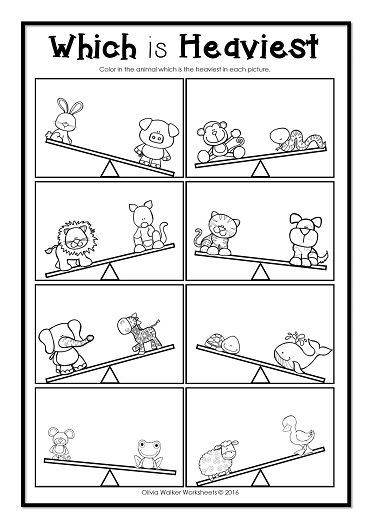 Which is Heaviest
Color in the animal which is the heaviest in each picture.
Olivia Walker Worksheets © 2016